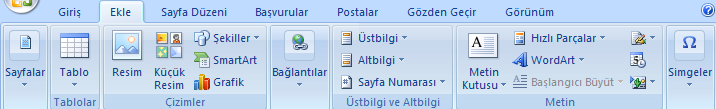 Giriş Ekle Sayfa Düzeni Başvurular Postalar Gözden Geçir Görünüm
Sayfalar
Tablo
Tablolar
Resim
Küçük Resim
Şekiller
SmartArt
Grafik
Çizimler
Bağlantılar
Üstbilgi
Altbilgi
Sayfa Numarası
Üstbilgi ve Altbilgi
Metin Kutusu
Hızlı Parçalar
WordArt
Başlangıcı Büyüt
Metin
Simgeler